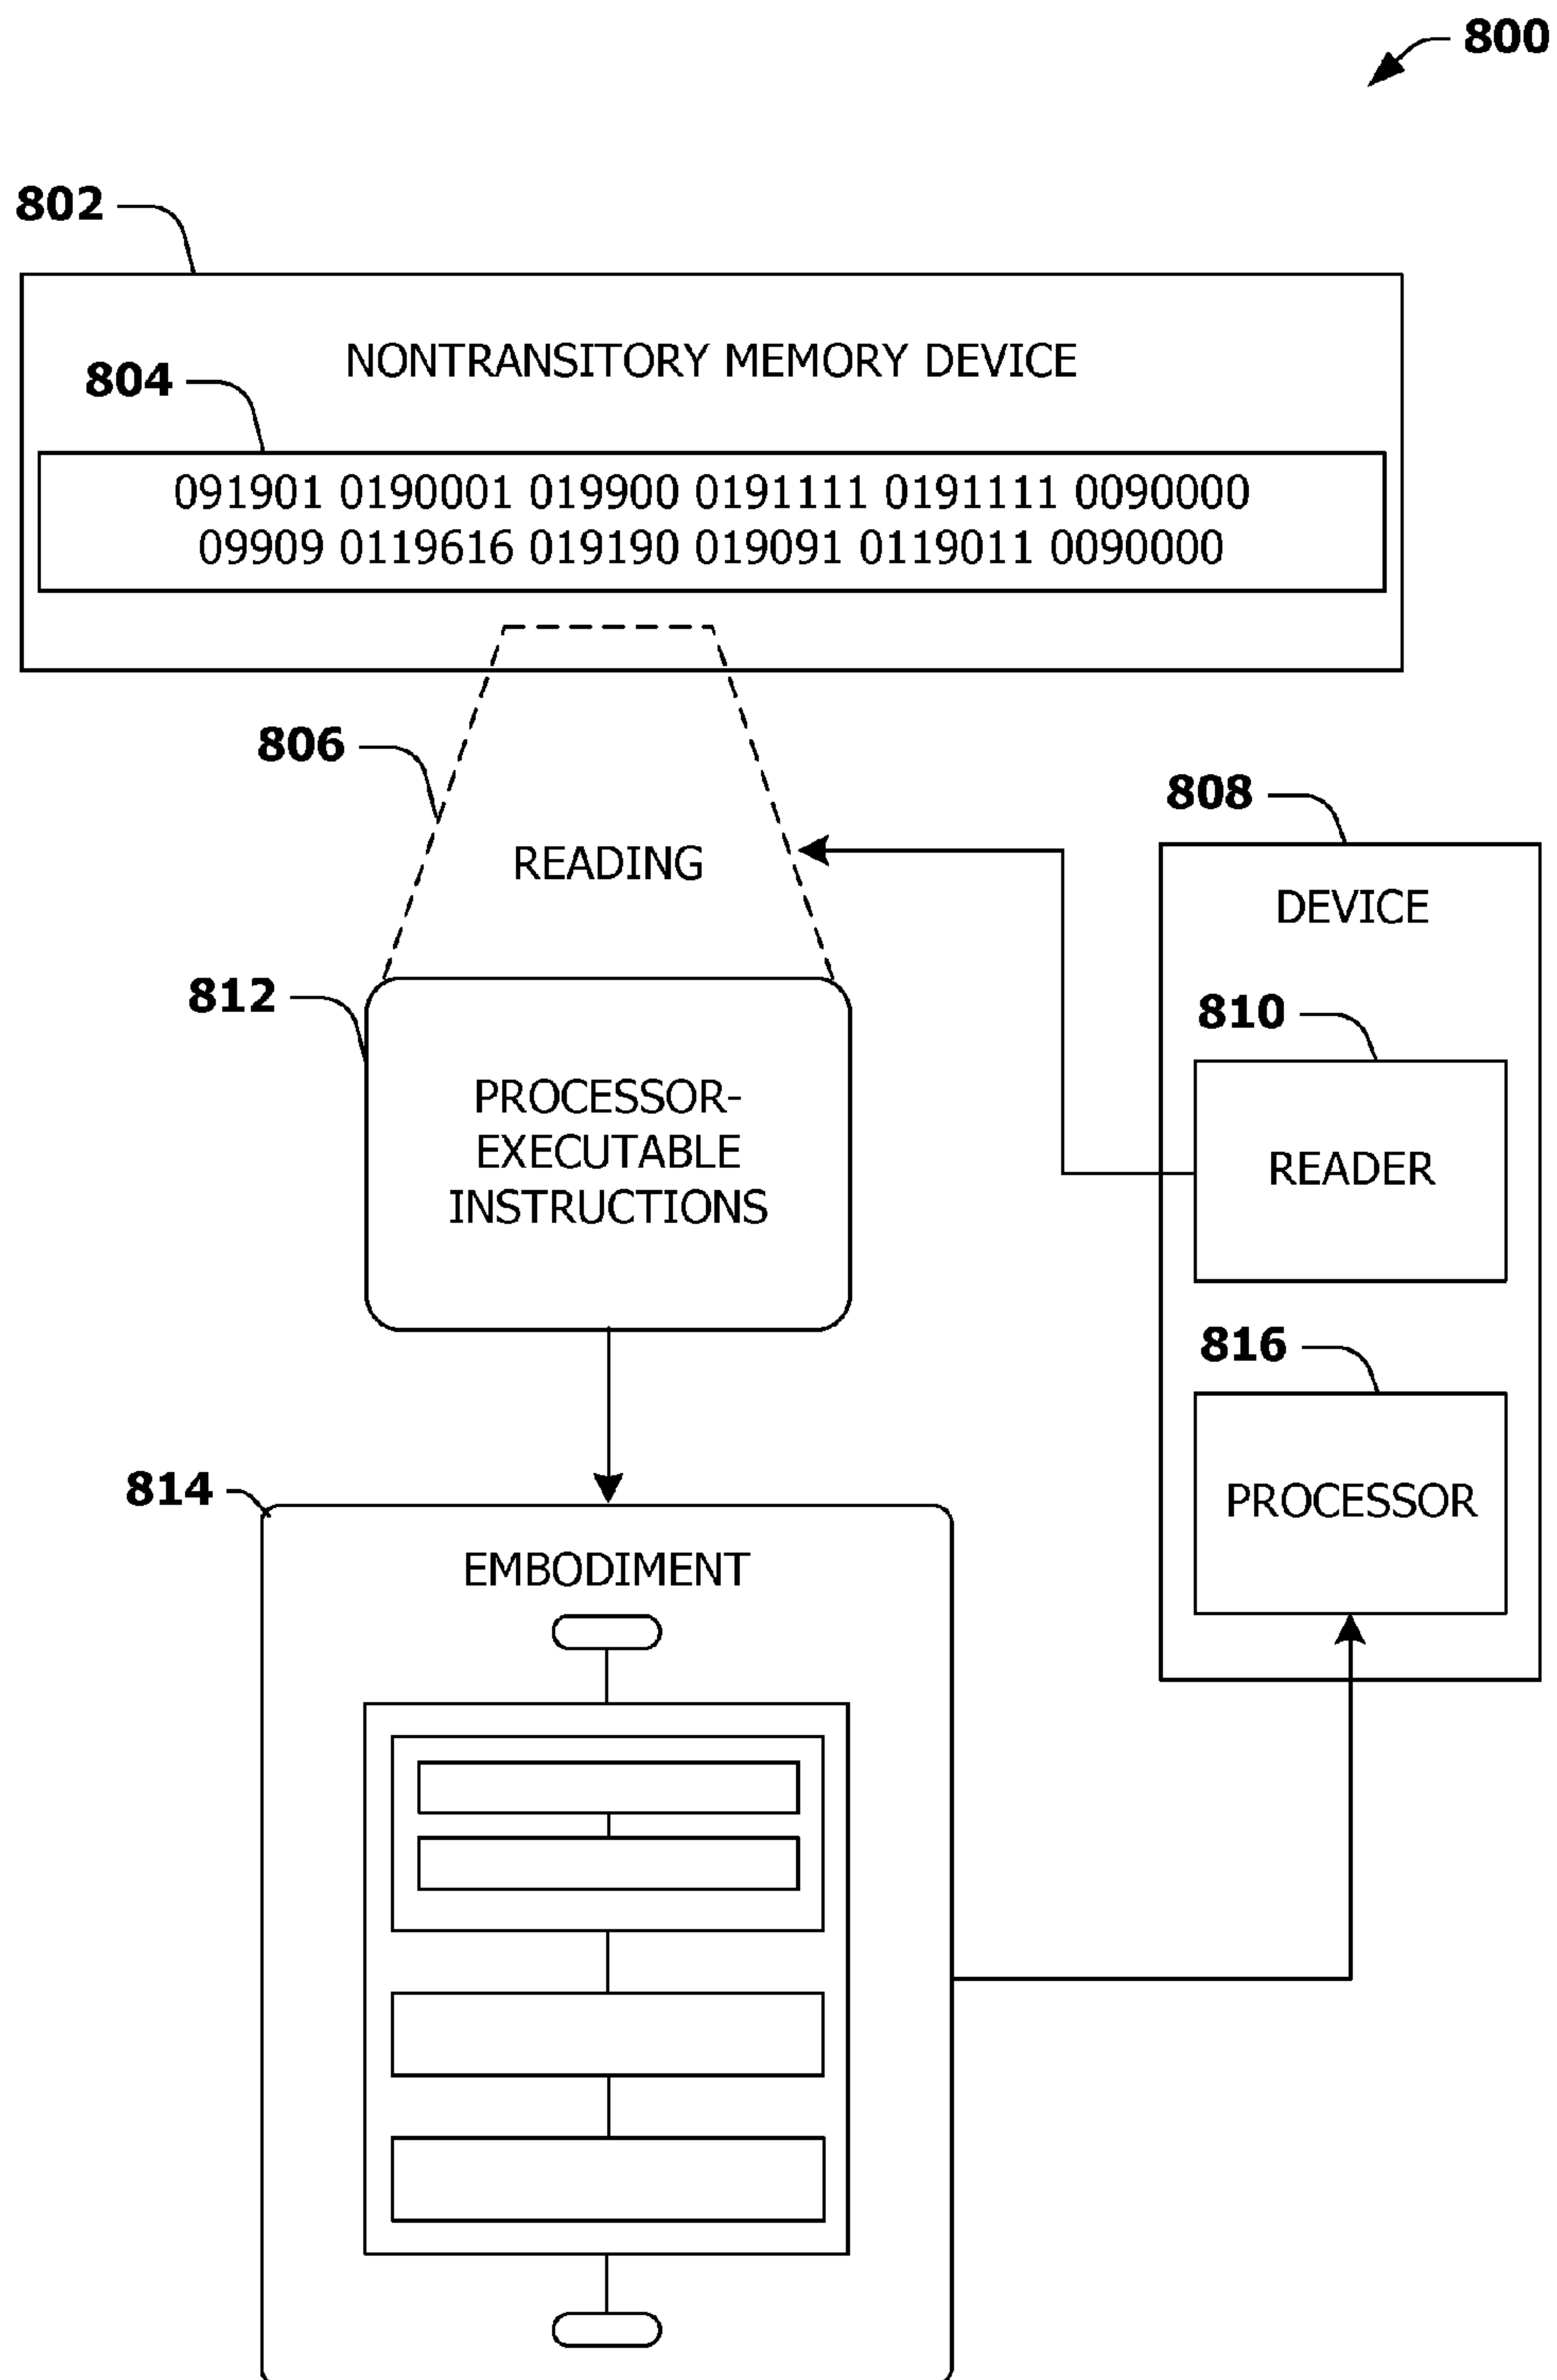 800
802
NONTRANSITORY MEMORY DEVICE
804
091901 0190001 019900 0191111 0191111 0090000
09909 0119616 019190 019091 0119011 0090000
806
READING
808
DEVICE
812
PROCESSOR-
EXECUTABLE
INSTRUCTIONS
810
READER
816
PROCESSOR
814
EMBODIMENT